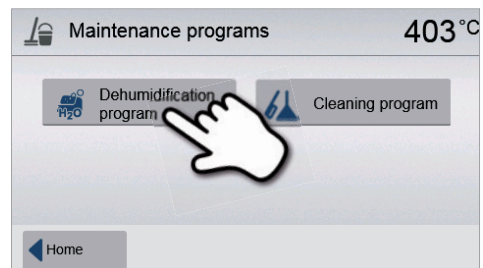 Maintenance programs 403°C
Dehumidification
program
H2O
Cleaning program
Home